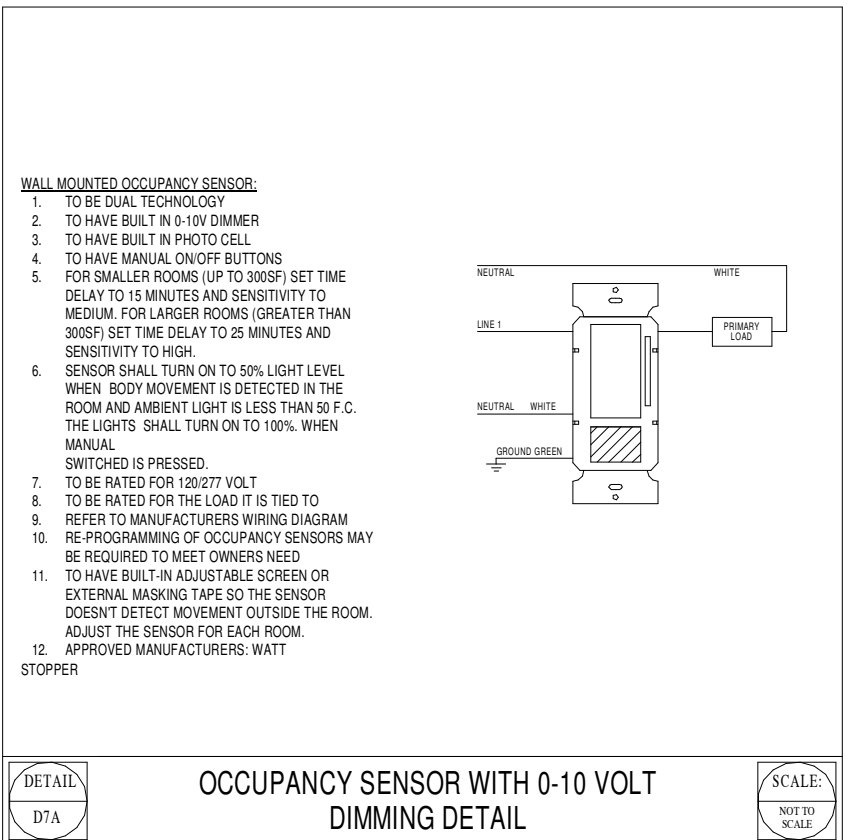 WALL MOUNTED OCCUPANCY SENSOR:
1. TO BE DUAL TECHNOLOGY
2. TO HAVE BUILT IN 0-10V DIMMER
3. TO HAVE BUILT IN PHOTO CELL
4. TO HAVE MANUAL ON/OFF BUTTONS
5. FOR SMALLER ROOMS (UP TO 300SF) SET TIME
DELAY TO 15 MINUTES AND SENSITIVITY TO
MEDIUM. FOR LARGER ROOMS (GREATER THAN
300SF) SET TIME DELAY TO 25 MINUTES AND
SENSITIVITY TO HIGH.
6. SENSOR SHALL TURN ON TO 50% LIGHT LEVEL
WHEN BODY MOVEMENT IS DETECTED IN THE
ROOM AND AMBIENT LIGHT IS LESS THAN 50 F.C.
THE LIGHTS SHALL TURN ON TO 100%. WHEN
MANUAL
SWITCHED IS PRESSED.
7. TO BE RATED FOR 120/277 VOLT
8. TO BE RATED FOR THE LOAD IT IS TIED TO
9. REFER TO MANUFACTURERS WIRING DIAGRAM
10. RE-PROGRAMMING OF OCCUPANCY SENSORS MAY
BE REQUIRED TO MEET OWNERS NEED
11. TO HAVE BUILT-IN ADJUSTABLE SCREEN OR
EXTERNAL MASKING TAPE SO THE SENSOR
DOESN'T DETECT MOVEMENT OUTSIDE THE ROOM.
ADJUST THE SENSOR FOR EACH ROOM.
12. APPROVED MANUFACTURERS: WATT
STOPPER
NEUTRAL WHITE
LINE 1
PRIMARY
LOAD
NEUTRAL WHITE
GROUND GREEN
DETAIL
D7A
OCCUPANCY SENSOR WITH 0-10 VOLT
DIMMING DETAIL
SCALE:
NOT TO
SCALE